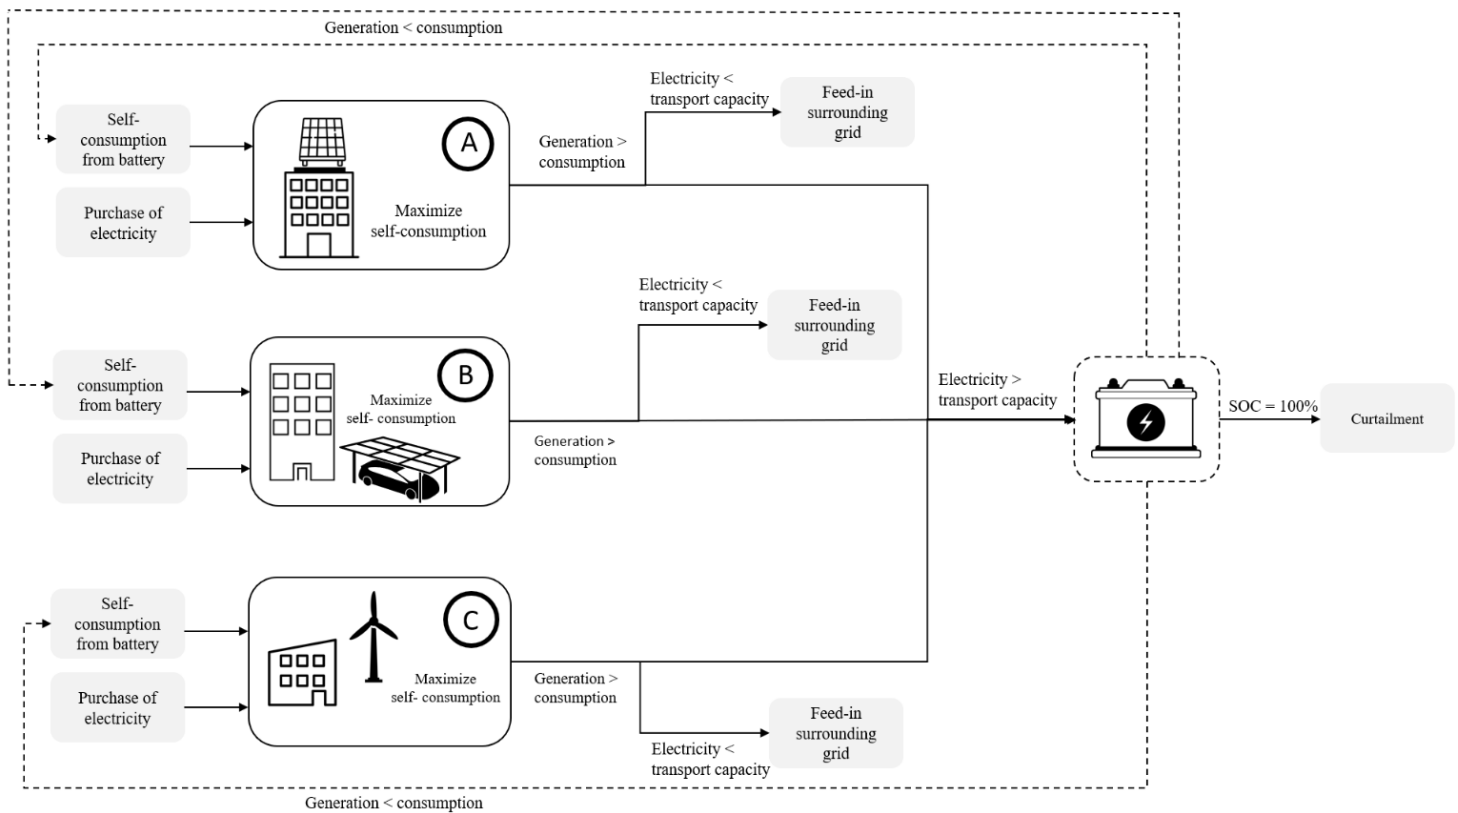 Generation < consumption
Electricity <
transport capacity
Feed-in
surrounding
grid
Self-
consumption
from battery
A
Generation >
consumption
Purchase of
electricity
Maximize
self-consumption
Electricity <
transport capacity
Feed-in
surrounding
grid
Self-
consumption
from battery
B
Maximize
self- consumption
Electricity >
transport capacity
SOC = 100%
Curtailment
Generation >
consumption
Purchase of
electricity
Self-
consumption
from battery
C
Maximize
self- consumption
Generation >
consumption
Purchase of
electricity
Feed-in
surrounding
grid
Electricity <
transport capacity
Generation < consumption